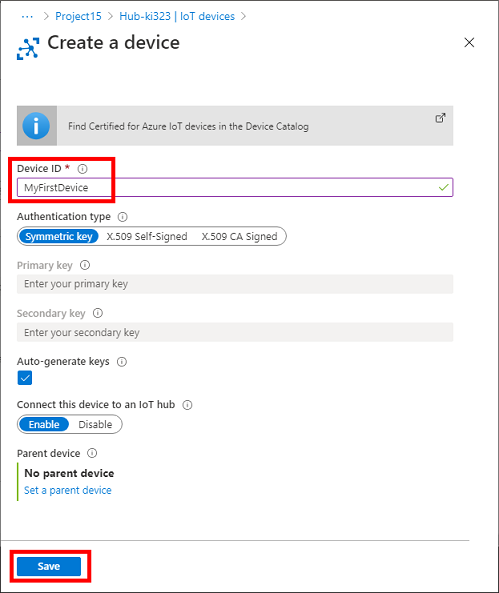 ··· > Project15 > Hub-ki323 | IoT devices >
Create a device
Find Certified for Azure IoT devices in the Device Catalog
Device ID *
MyFirstDevice
Authentication type
Symmetric key X.509 Self-Signed X.509 CA Signed
Primary key
Enter your primary key
Secondary key
Enter your secondary key
Auto-generate keys
Connect this device to an IoT hub
Enable Disable
Parent device
No parent device
Set a parent device
Save